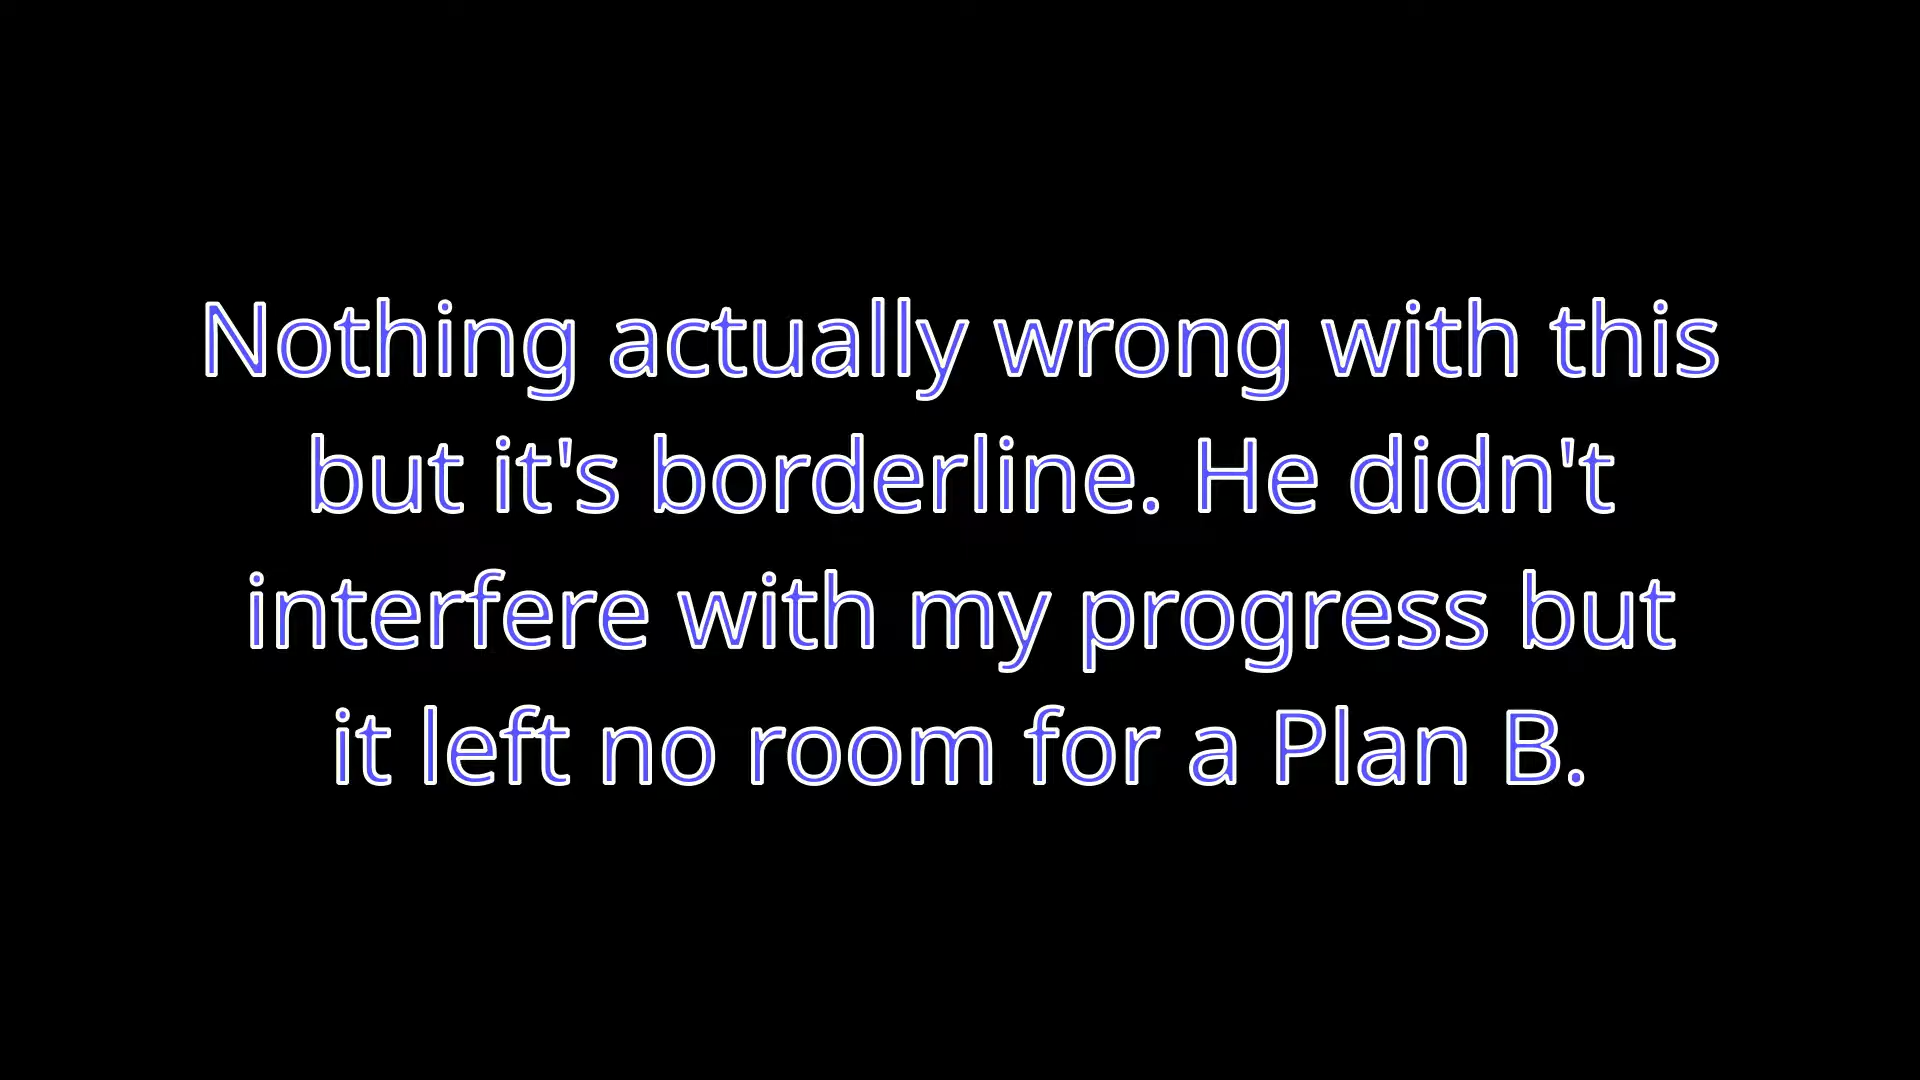 Nothing actually wrong with this
but it's borderline. He didn't
interfere with my progress but
it left no room for a Plan B.